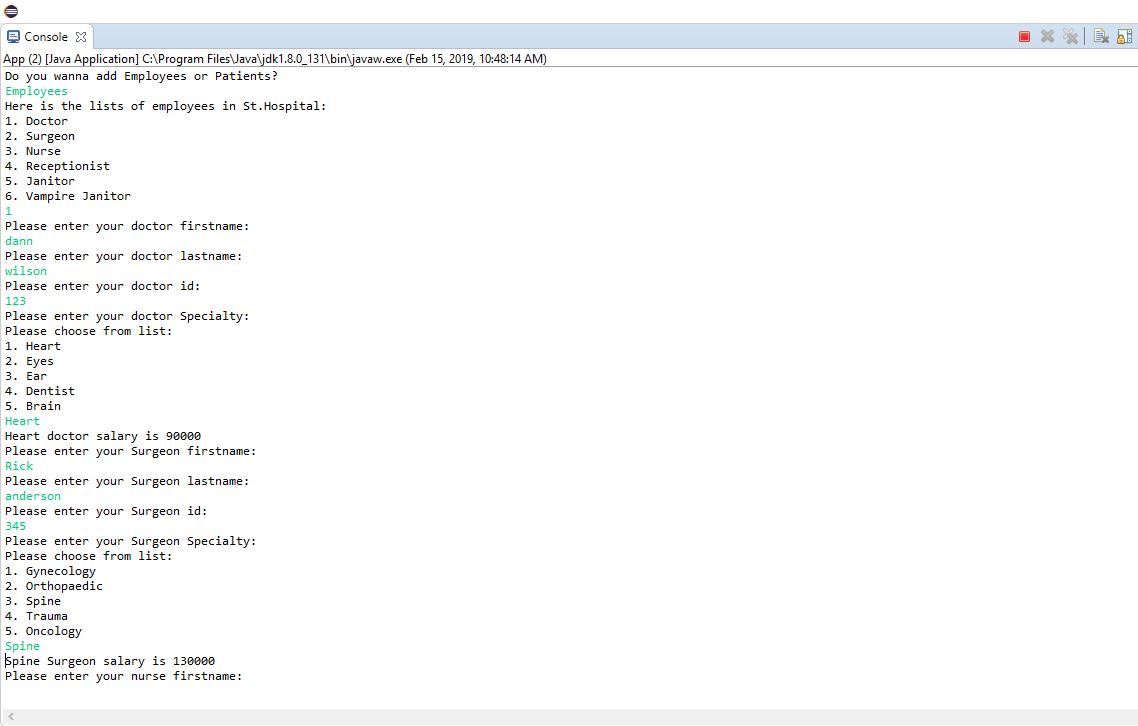 Console
App (2) [Java Application] C:\Program Files\Java\jdk1.8.0_131\bin\javaw.exe (Feb 15, 2019, 10:48:14 AM)
Do you wanna add Employees or Patients?
Employees
Here is the lists of employees in St.Hospital:
1. Doctor
2. Surgeon
3. Nurse
4. Receptionist
5. Janitor
6. Vampire Janitor
1
Please enter your doctor firstname:
dann
Please enter your doctor lastname:
wilson
Please enter your doctor id:
123
Please enter your doctor Specialty:
Please choose from list:
1. Heart
2. Eyes
3. Ear
4. Dentist
5. Brain
Heart
Heart doctor salary is 90000
Please enter your Surgeon firstname:
Rick
Please enter your Surgeon lastname:
anderson
Please enter your Surgeon id:
345
Please enter your Surgeon Specialty:
Please choose from list:
1. Gynecology
2. Orthopaedic
3. Spine
4. Trauma
5. Oncology
Spine
Spine Surgeon salary is 130000
Please enter your nurse firstname: